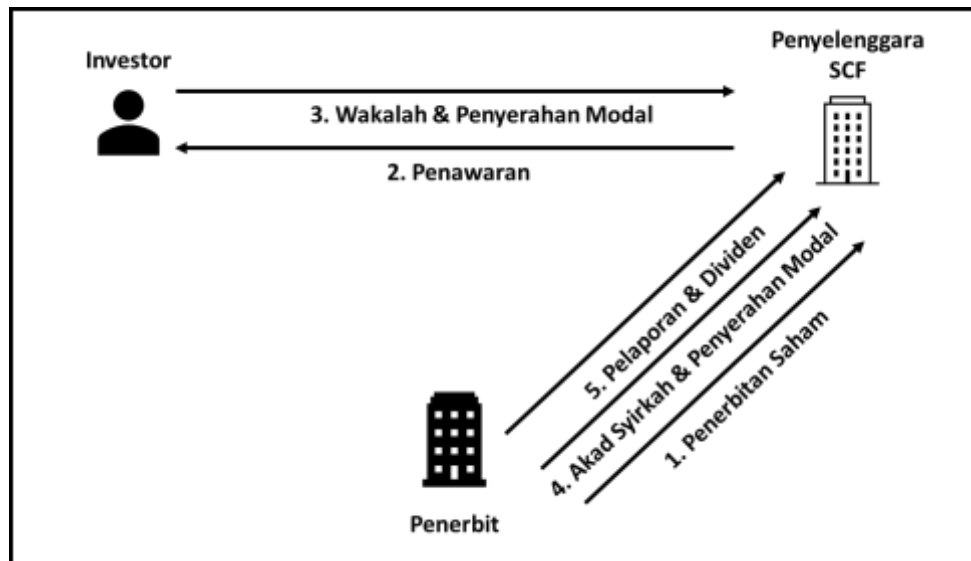 Investor
Penyelenggara
SCF
3. Wakalah & Penyerahan Modal
2. Penawaran
5. Pelaporan & Dividen
4. Akad Syirkah & Penyerahan Modal
1. Penerbitan Saham
Penerbit